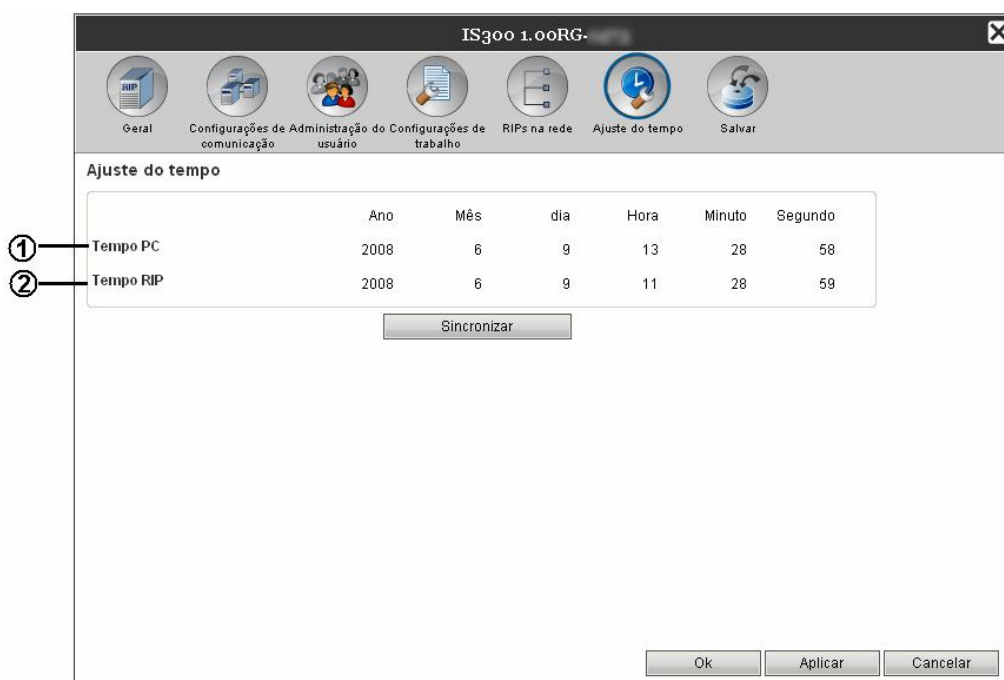 IS300 1.00RG-
RIP
Geral
Configurações de comunicação
Administração do usuário
Configurações de trabalho
RIPs na rede
Ajuste do tempo
Salvar
Ajuste do tempo
Ano Mês dia Hora Minuto Segundo
① Tempo PC 2008 6 9 13 28 58
② Tempo RIP 2008 6 9 11 28 59
Sincronizar
Ok Aplicar Cancelar